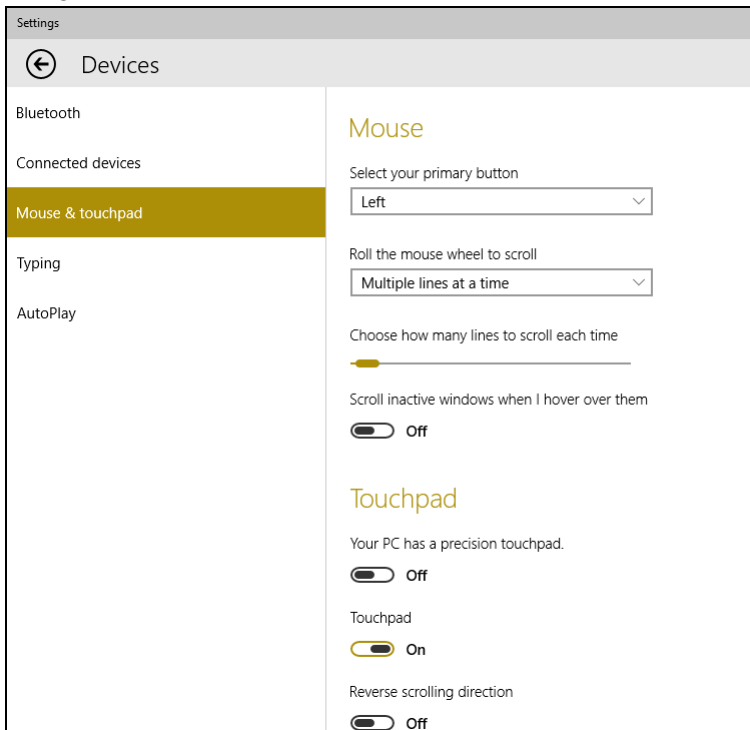 Settings
Devices
Bluetooth
Connected devices
Mouse & touchpad
Typing
AutoPlay
Mouse
Select your primary button
Left
Roll the mouse wheel to scroll
Multiple lines at a time
Choose how many lines to scroll each time
Scroll inactive windows when I hover over them
Off
Touchpad
Your PC has a precision touchpad.
Off
Touchpad
On
Reverse scrolling direction
Off